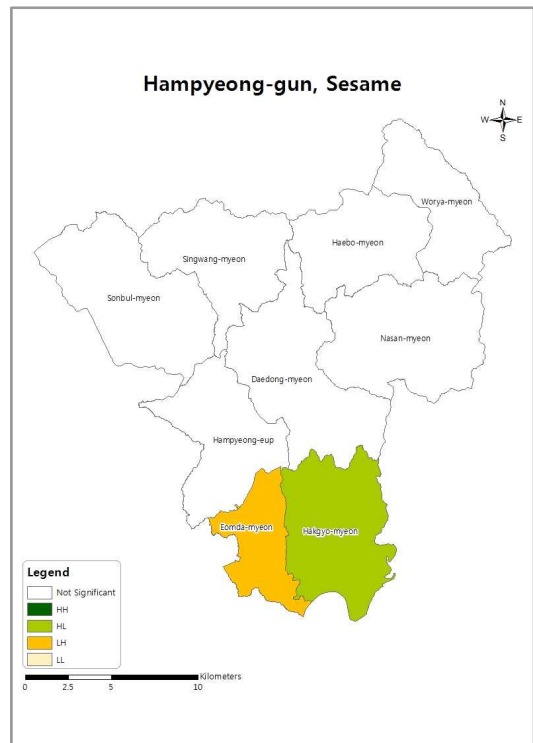 Hampyeong-gun, Sesame
N
W E
S
Worya-myeon
Haebo-myeon
Singwang-myeon
Sonbul-myeon
Nasan-myeon
Daedong-myeon
Hampyeong-eup
Eomda-myeon
Hakgyo-myeon
Legend
Not Significant
HH
HL
LH
LL
Kilometers
0 2.5 5 10